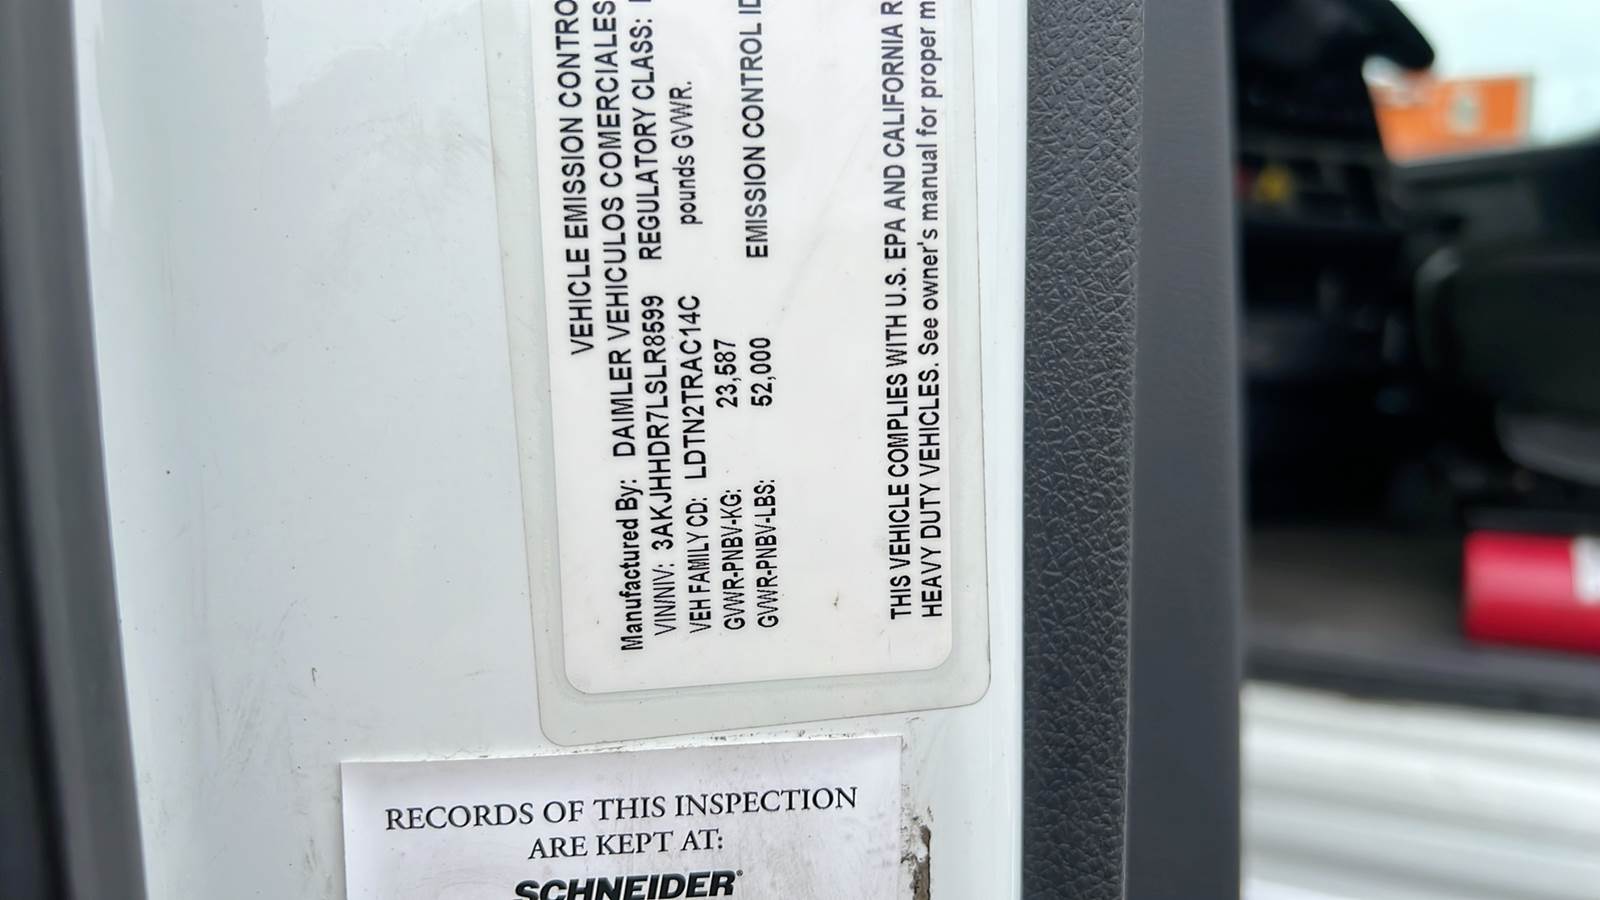 VEHICLE EMISSION CONTRO
Manufactured By: DAIMLER VEHICULOS COMERCIALES
VIN/NIV: 3AKJHHDR7LSLR8599 REGULATORY CLASS:
VEH FAMILY CD: LDTN2TRAC14C pounds GVWR.
GVWR-PNBV-KG: 23,587
GVWR-PNBV-LBS: 52,000 EMISSION CONTROL ID
THIS VEHICLE COMPLIES WITH U.S. EPA AND CALIFORNIA R
HEAVY DUTY VEHICLES. See owner's manual for proper m
RECORDS OF THIS INSPECTION
ARE KEPT AT:
SCHNEIDER